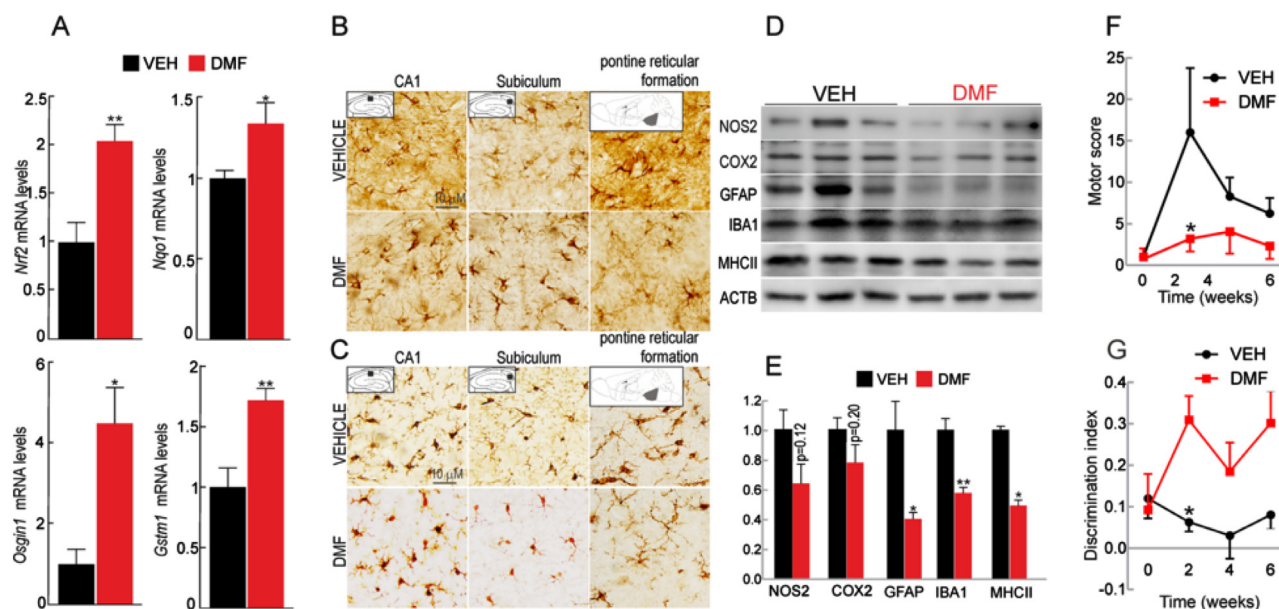 A
VEH DMF
Nrf2 mRNA levels
2.5
2
1.5
1
0.5
0
**
Nqo1 mRNA levels
1.5
1
0.5
0
*
Osgin1 mRNA levels
6
4
2
0
*
Gstm1 mRNA levels
2
1.5
1
0.5
0
**
B
CA1
Subiculum
pontine reticular
formation
VEHICLE
10 μM
DMF
C
CA1
Subiculum
pontine reticular
formation
VEHICLE
10 μM
DMF
D
VEH DMF
NOS2
COX2
GFAP
IBA1
MHCII
ACTB
E
VEH DMF
1.2
1.0
0.8
0.6
0.4
0.2
0.0
p=0.12
p=0.20
*
**
*
NOS2 COX2 GFAP IBA1 MHCII
F
VEH
DMF
Motor score
25
20
15
10
5
0
*
0 2 4 6
Time (weeks)
G
VEH
DMF
Discrimination index
0.4
0.3
0.2
0.1
0.0
-0.1
*
0 2 4 6
Time (weeks)